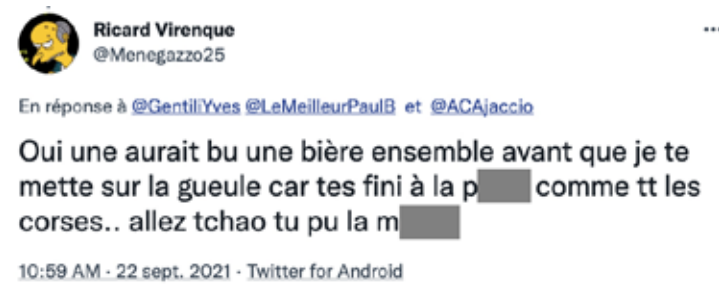 Ricard Virenque
@Menegazzo25
En réponse à @GentiliYves @LeMeilleurPaulB et @ACAjaccio
Oui une aurait bu une bière ensemble avant que je te
mette sur la gueule car tes fini à la p comme tt les
corses.. allez tchao tu pu la m
10:59 AM · 22 sept. 2021 · Twitter for Android